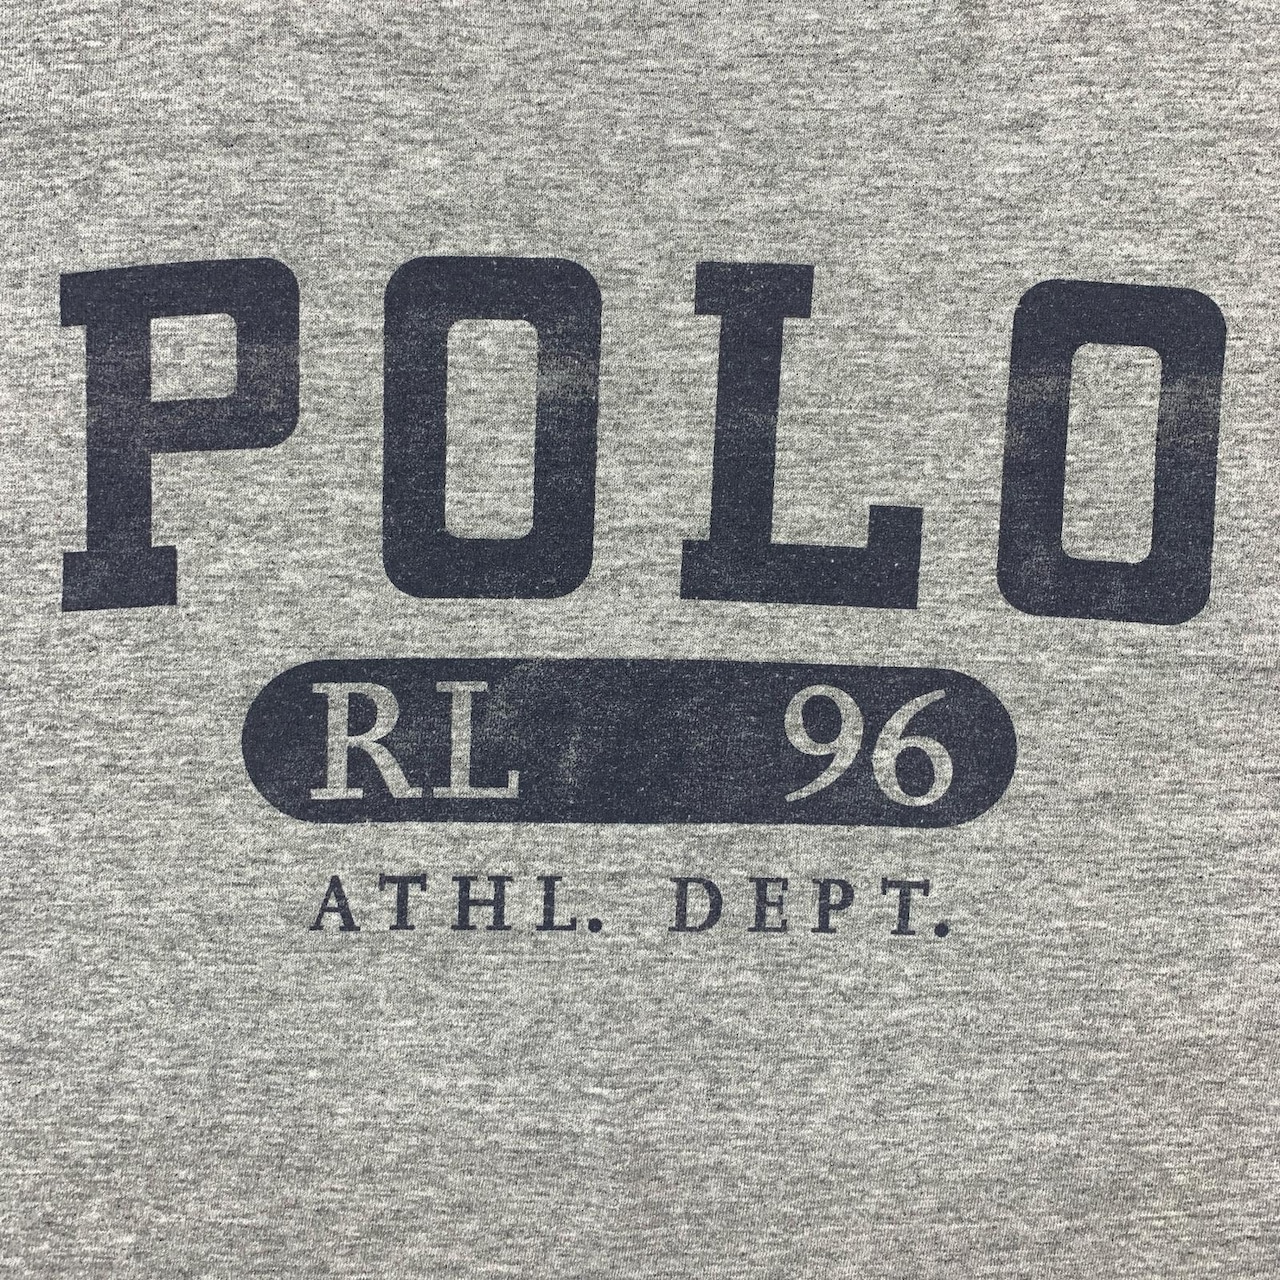 POLO
RL 96
ATHL. DEPT.